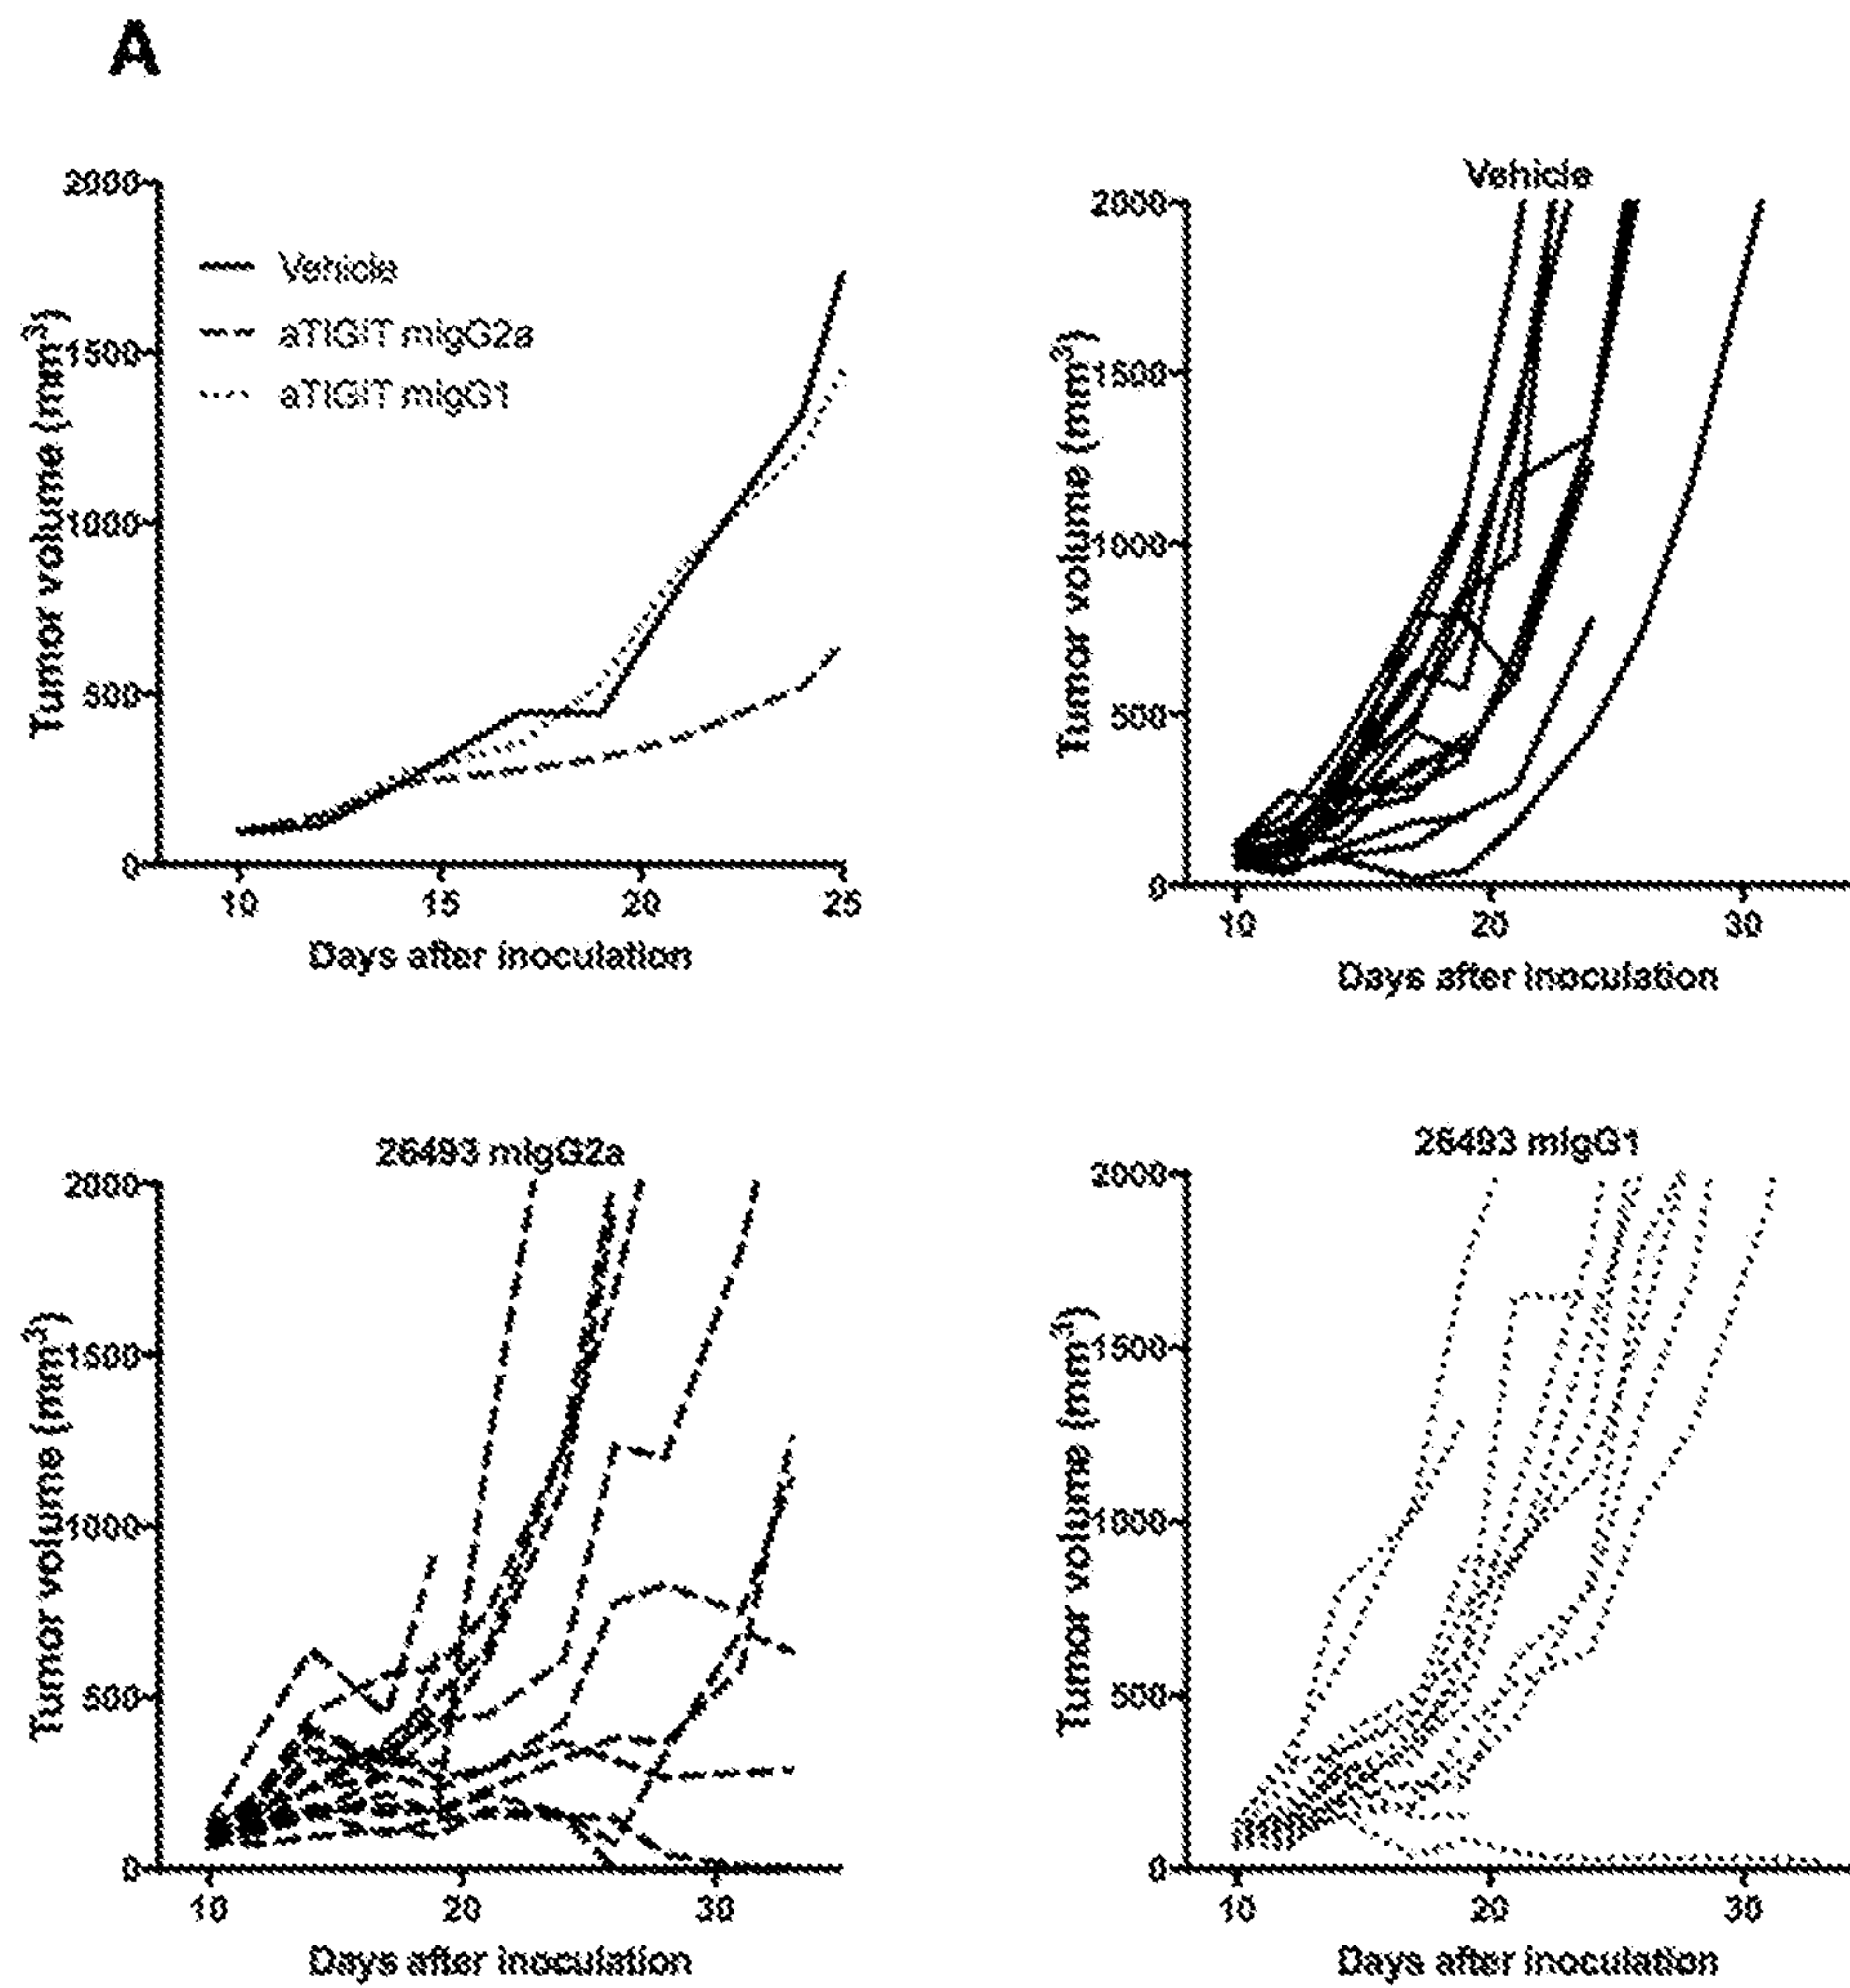 A
2000
1500
1000
500
0
10
15
20
25
Tumor volume (mm³)
Days after inoculation
Vehicle
aTIGIT mIgG2a
aTIGIT mIgG1
Vehicle
2000
1500
1000
500
0
10
20
30
Tumor volume (mm³)
Days after inoculation
26493 mIgG2a
2000
1500
1000
500
0
10
20
30
Tumor volume (mm³)
Days after inoculation
26493 mIgG1
2000
1500
1000
500
0
10
20
30
Tumor volume (mm³)
Days after inoculation